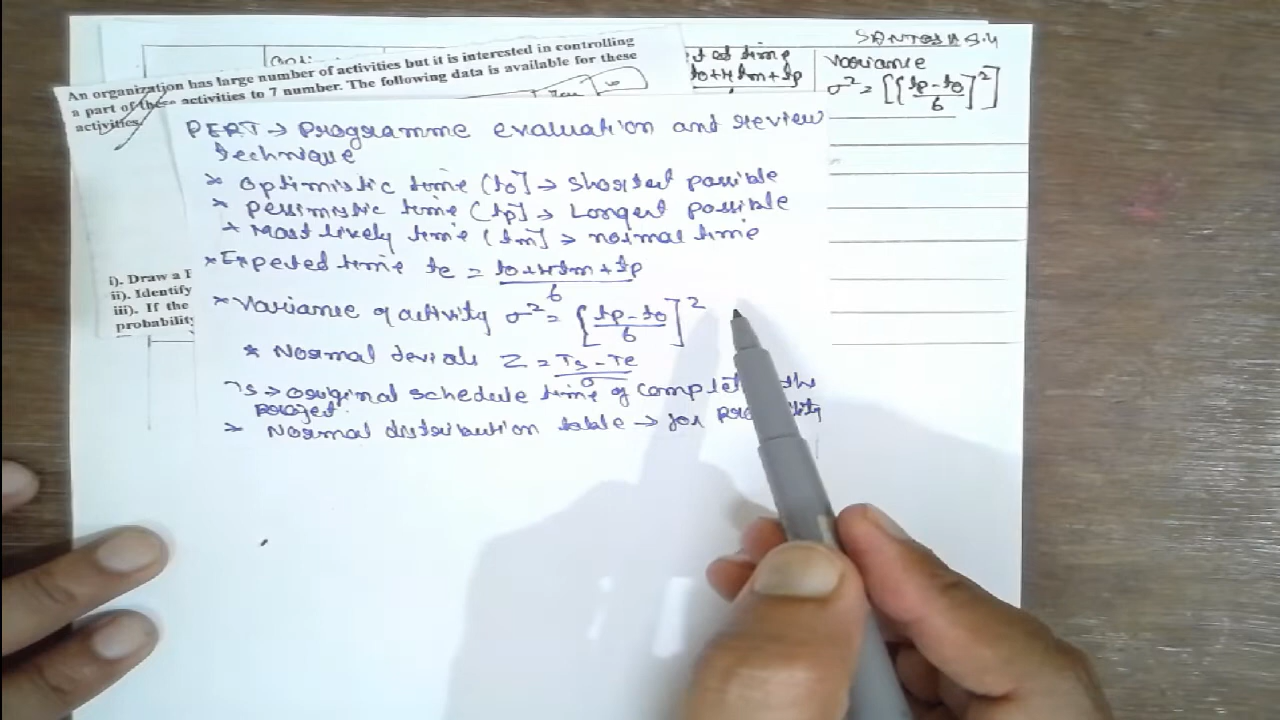 SANTOSH S.M
to+4tm+tp
Variance
σ² = [(tp-to)/6]²
An organization has large number of activities but it is interested in controlling
a part of these activities to 7 number. The following data is available for these
activities.
PERT → Programme evaluation and review
technique
* Optimistic time (to) → Shortest possible
* Pessimistic time (tp) → Longest possible
* Most likely time (tm) → normal time
* Expeted time te = to+4tm+tp/6
* Variance of activity σ² = [tp-to/6]²
* Normal deviate Z = Ts-Te/σ
Ts → original schedule time of the
project.
* Normal distribution table → for
i). Draw a
ii). Identify
iii). If the
probability